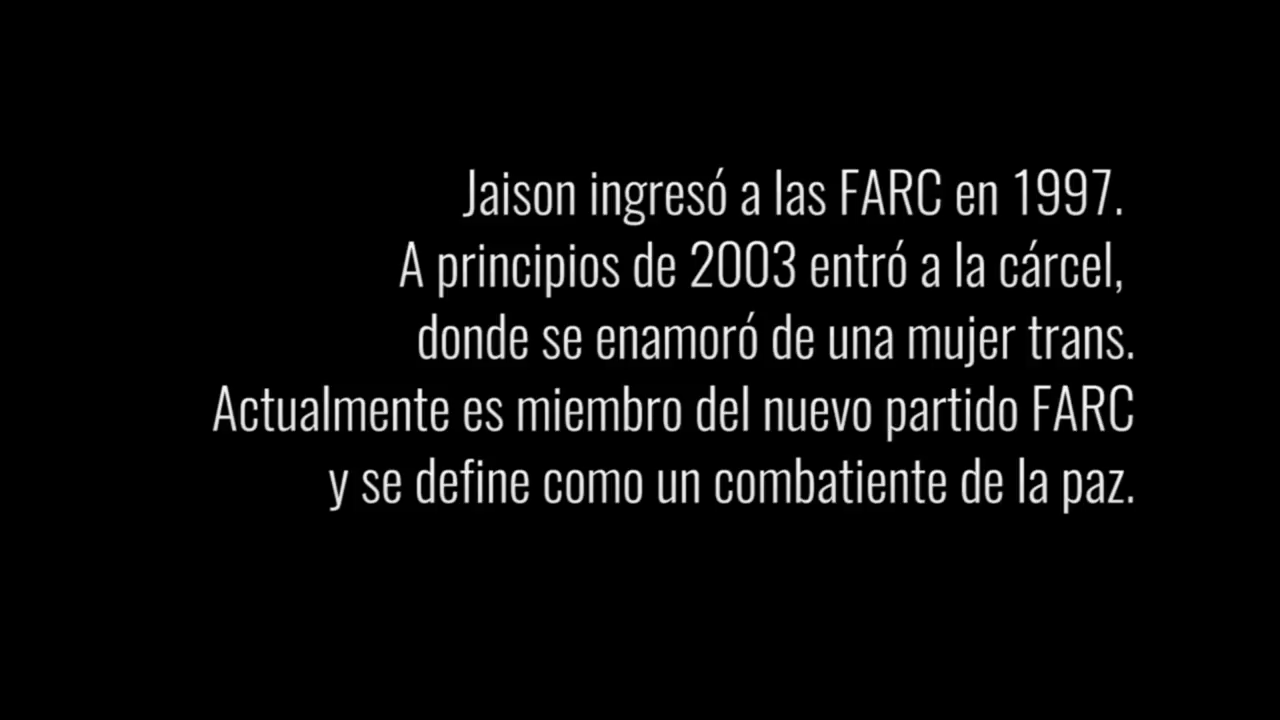 Jaison ingresó a las FARC en 1997.
A principios de 2003 entró a la cárcel,
donde se enamoró de una mujer trans.
Actualmente es miembro del nuevo partido FARC
y se define como un combatiente de la paz.